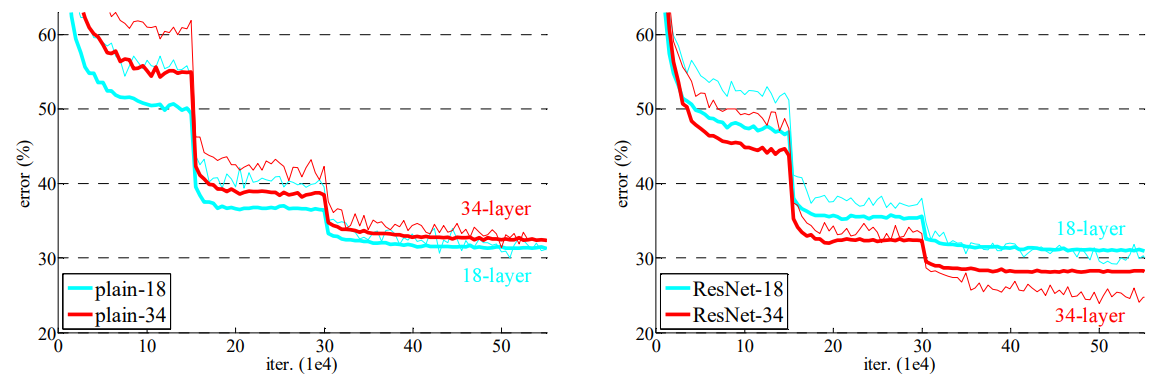 60
50
40
30
20
error (%)
34-layer
18-layer
plain-18
plain-34
0 10 20 30 40 50
iter. (1e4)
60
50
40
30
20
error (%)
18-layer
34-layer
ResNet-18
ResNet-34
0 10 20 30 40 50
iter. (1e4)